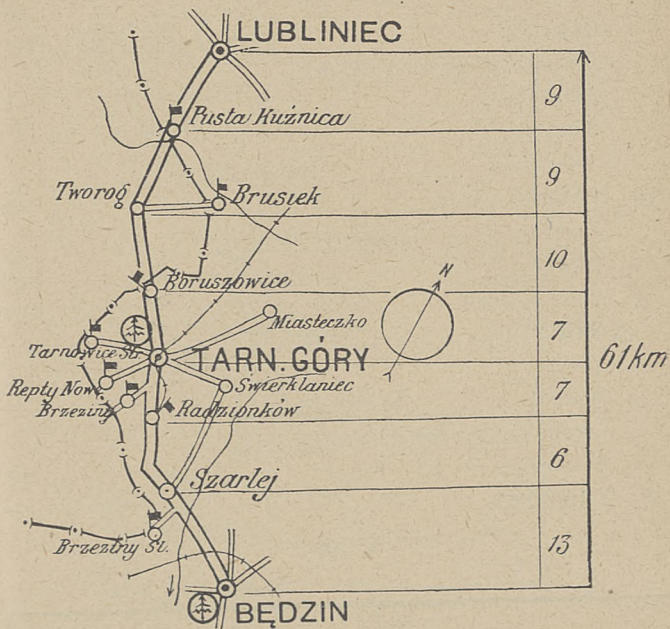 LUBLINIEC
9
Pusta Kuźnica
9
Tworog
Brusiek
10
Boruszowice
N
7
Miasteczko
Tarnowice St.
TARN. GÓRY
61km
Repty Nowe
Swierklaniec
7
Brzeziny
Radzionków
6
Szarlej
Brzeziny St.
13
BĘDZIN